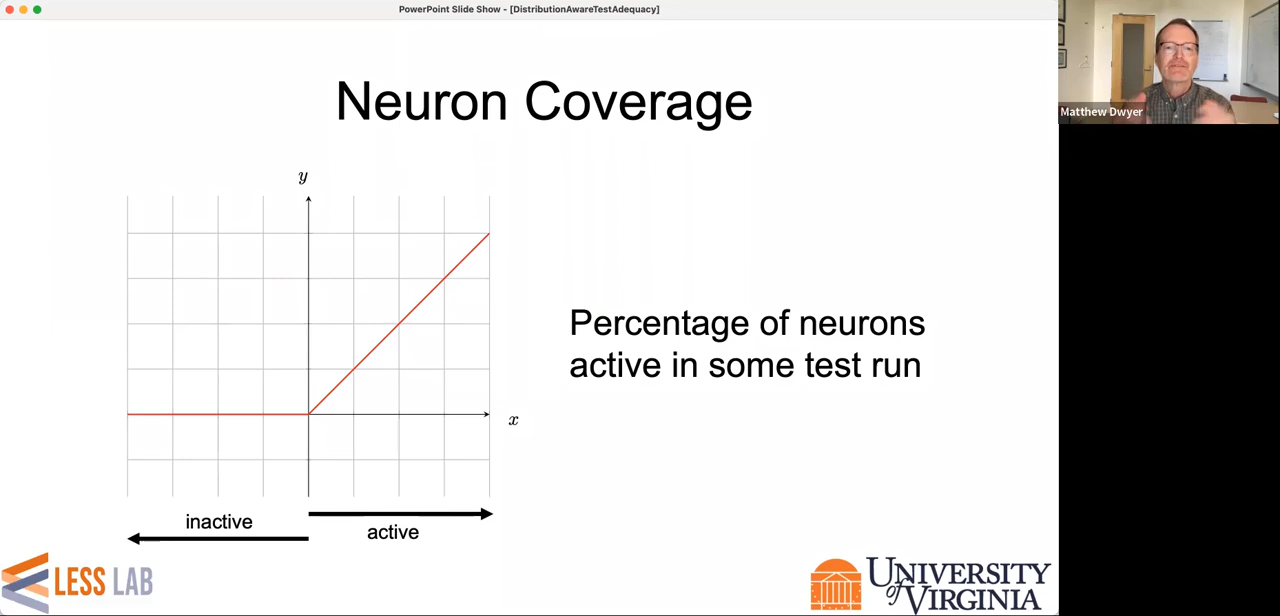 PowerPoint Slide Show - [DistributionAwareTestAdequacy]
Matthew Dwyer
Neuron Coverage
y
x
Percentage of neurons
active in some test run
inactive
active
LESS LAB
UNIVERSITY
of VIRGINIA